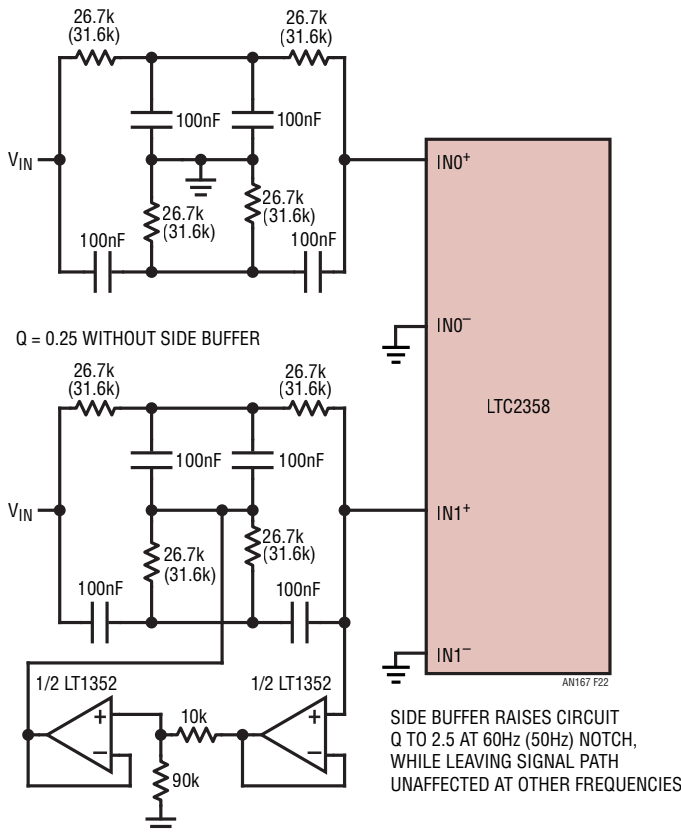 26.7k
(31.6k)
26.7k
(31.6k)
100nF
100nF
VIN
IN0+
26.7k
(31.6k)
26.7k
(31.6k)
100nF
100nF
Q = 0.25 WITHOUT SIDE BUFFER
IN0–
26.7k
(31.6k)
26.7k
(31.6k)
LTC2358
100nF
100nF
VIN
IN1+
26.7k
(31.6k)
26.7k
(31.6k)
100nF
100nF
IN1–
AN167 F22
1/2 LT1352
1/2 LT1352
+
–
10k
+
–
90k
SIDE BUFFER RAISES CIRCUIT
Q TO 2.5 AT 60Hz (50Hz) NOTCH,
WHILE LEAVING SIGNAL PATH
UNAFFECTED AT OTHER FREQUENCIES